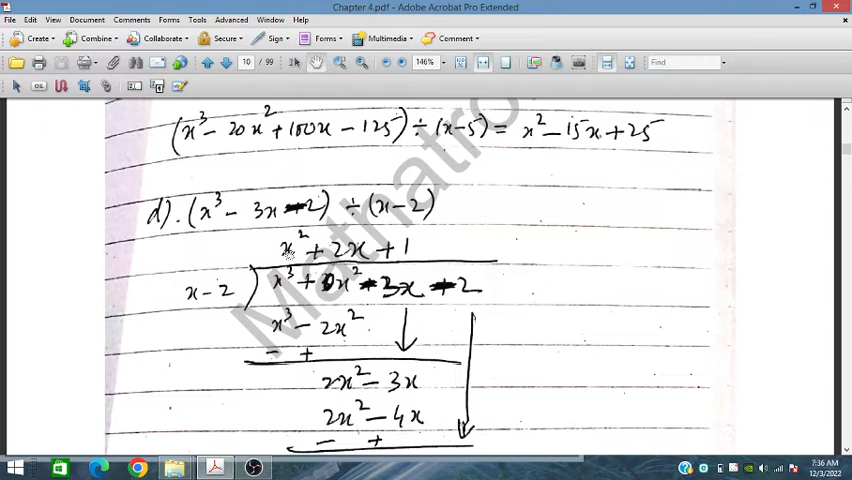 Chapter 4.pdf - Adobe Acrobat Pro Extended
File Edit View Document Comments Forms Tools Advanced Window Help
Create Combine Collaborate Secure Sign Forms Multimedia Comment
10 / 99 146% Find
(x³ - 20x² + 100x - 125) ÷ (x-5) = x² - 15x + 25
d). (x³ - 3x - 2) ÷ (x-2)
x² + 2x + 1
x-2 ) x³ + 0x² - 3x - 2
x³ - 2x²
- +
2x² - 3x
2x² - 4x
- +
Mathatro
7:36 AM
12/3/2022